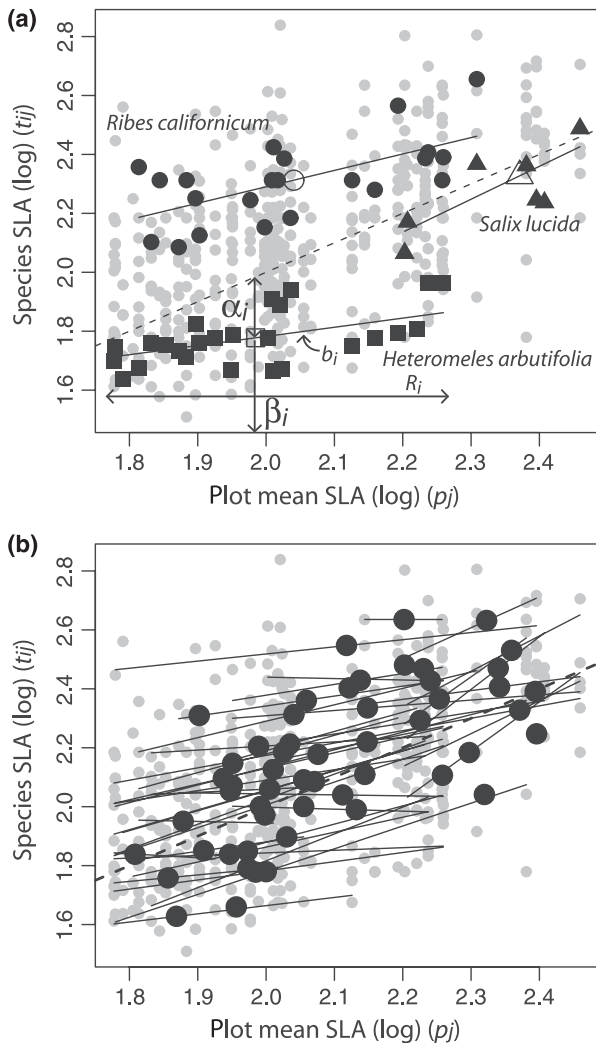 (a)
2.8
2.6
2.4
2.2
2.0
1.8
1.6
Species SLA (log) (tij)
Ribes californicum
Salix lucida
αi
bi
Heteromeles arbutifolia
Ri
βi
1.8 1.9 2.0 2.1 2.2 2.3 2.4
Plot mean SLA (log) (pj)
(b)
2.8
2.6
2.4
2.2
2.0
1.8
1.6
Species SLA (log) (tij)
1.8 1.9 2.0 2.1 2.2 2.3 2.4
Plot mean SLA (log) (pj)